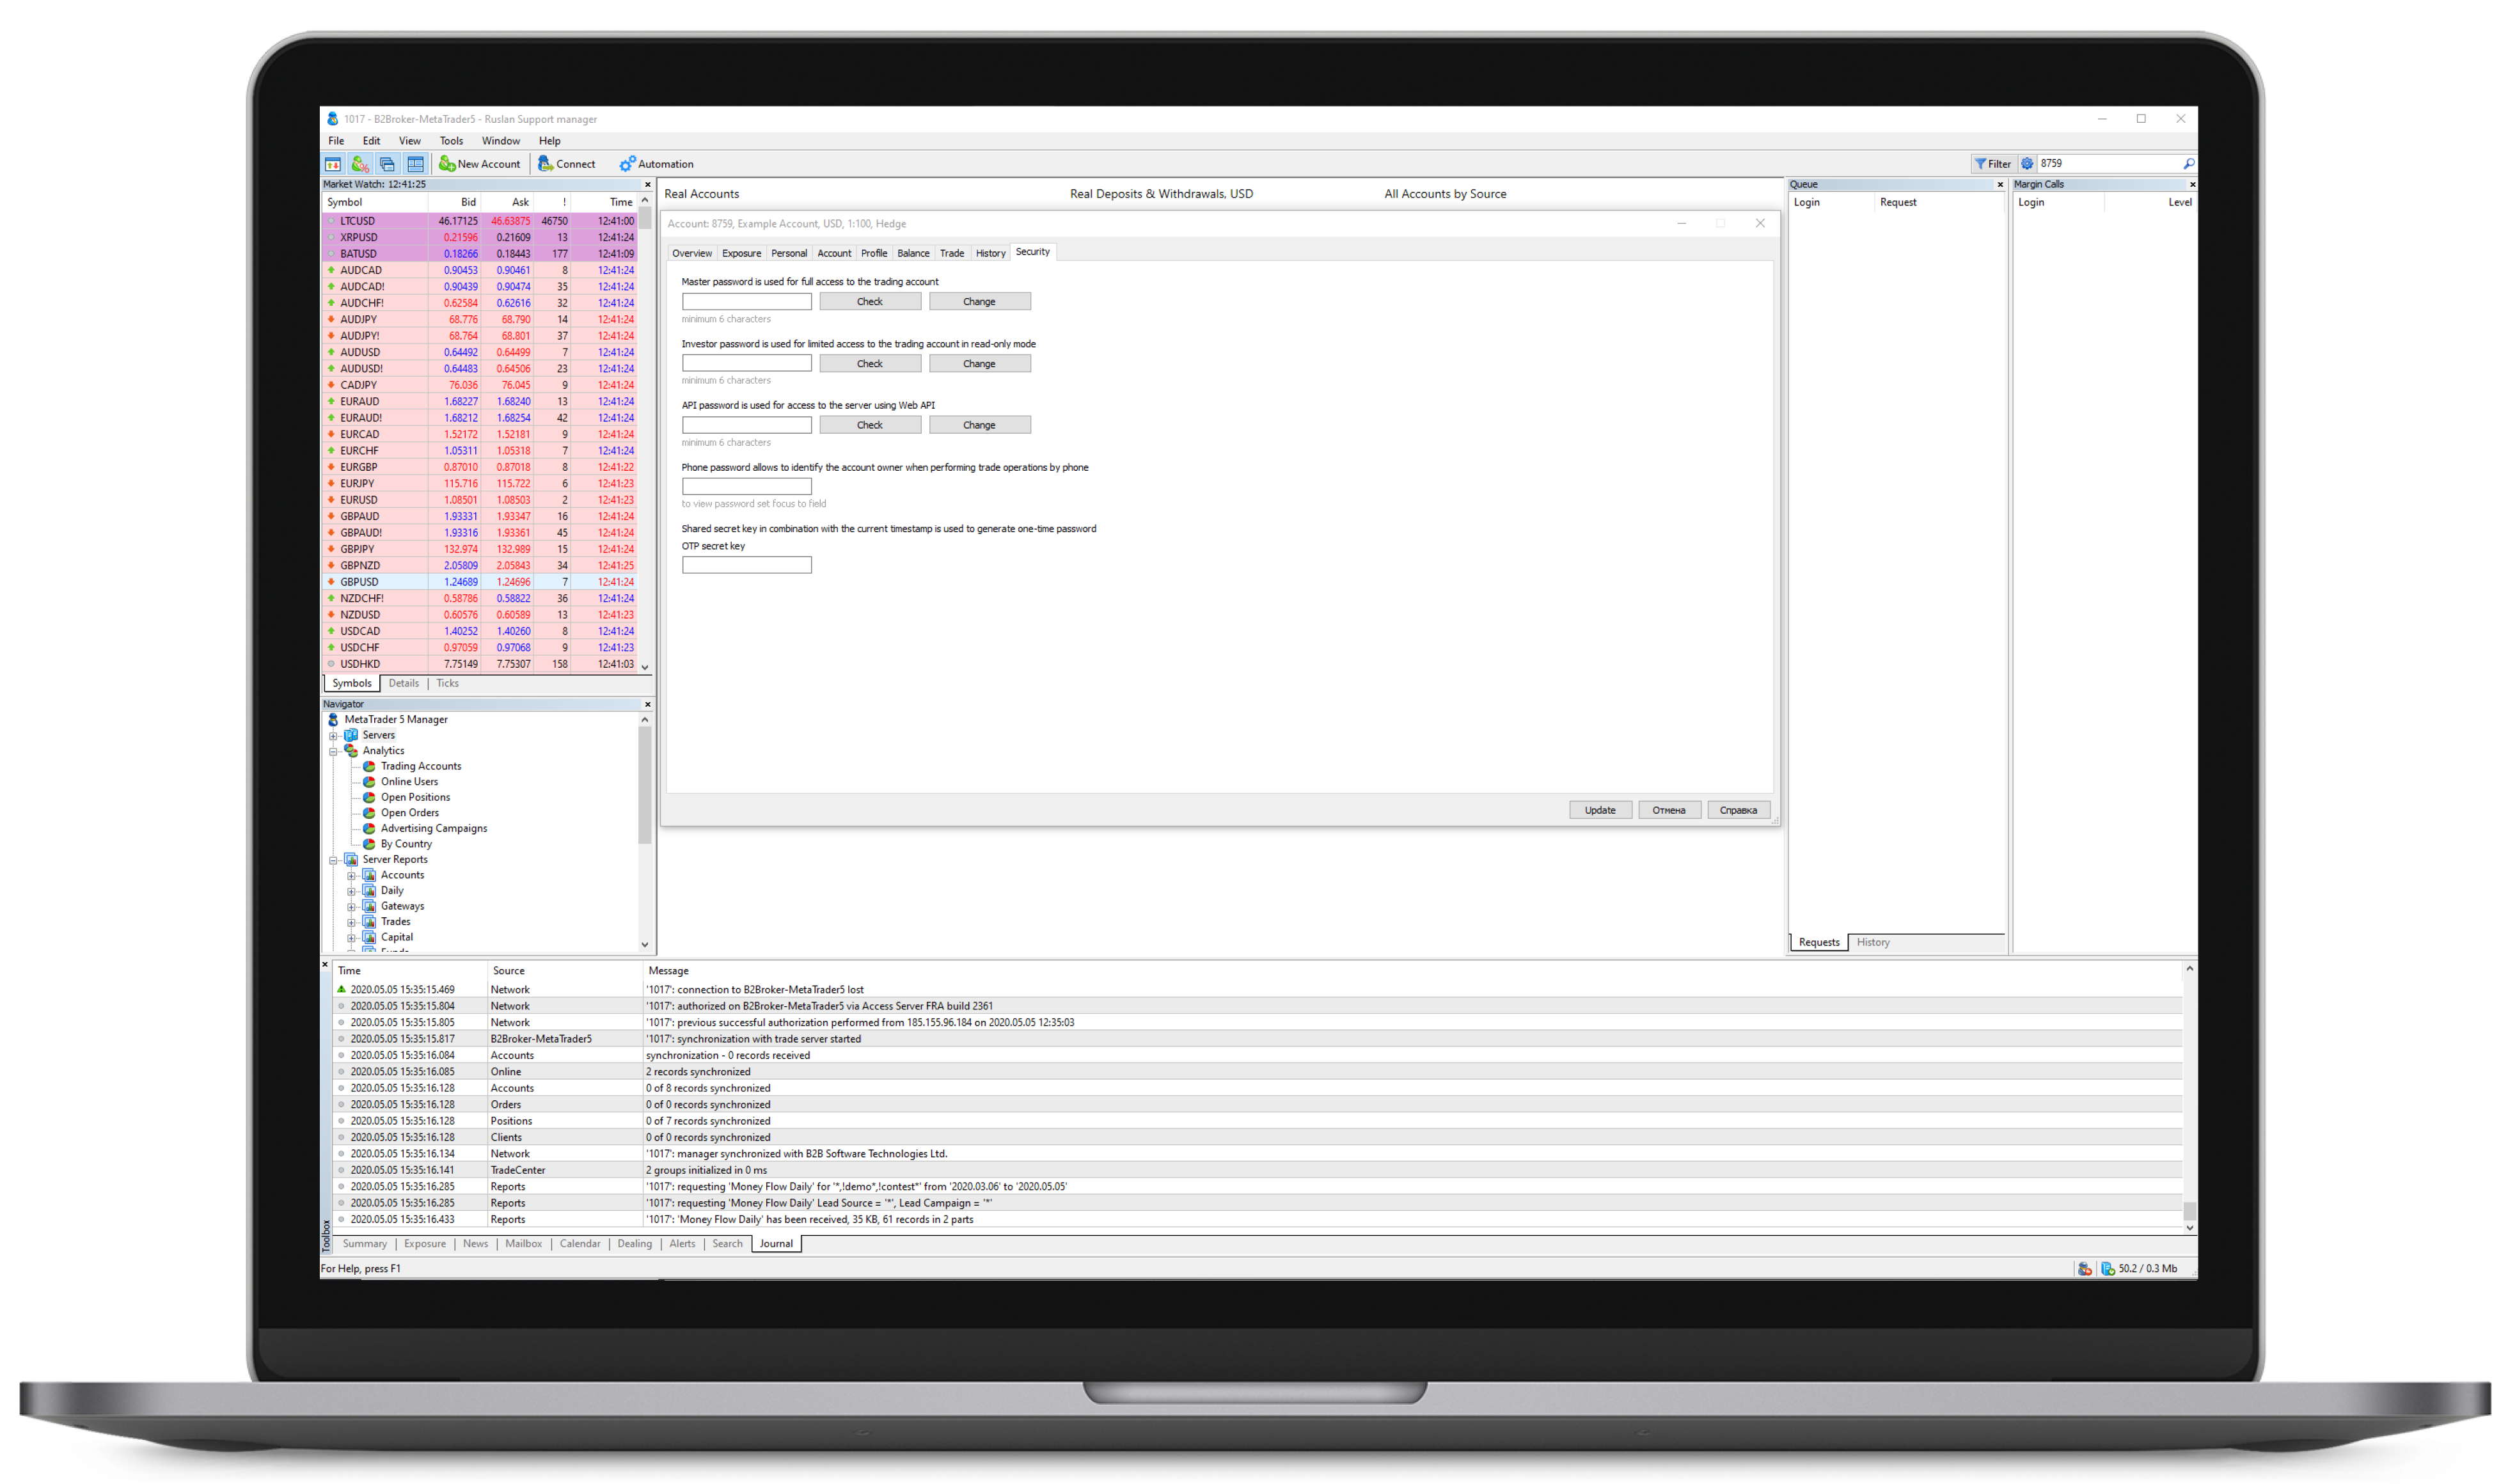 1017 - B2Broker-MetaTrader5 - Ruslan Support manager
File Edit View Tools Window Help
New Account Connect Automation Filter 8759
Market Watch: 12:41:25
Symbol Bid Ask ! Time
LTCUSD 46.17125 46.63875 46750 12:41:00
XRPUSD 0.21596 0.21609 13 12:41:24
BATUSD 0.18266 0.18443 177 12:41:09
AUDCAD 0.90453 0.90461 8 12:41:24
AUDCAD! 0.90439 0.90474 35 12:41:24
AUDCHF! 0.62584 0.62616 32 12:41:24
AUDJPY 68.776 68.790 14 12:41:24
AUDJPY! 68.764 68.801 37 12:41:24
AUDUSD 0.64492 0.64499 7 12:41:24
AUDUSD! 0.64483 0.64506 23 12:41:24
CADJPY 76.036 76.045 9 12:41:24
EURAUD 1.68227 1.68240 13 12:41:24
EURAUD! 1.68212 1.68254 42 12:41:24
EURCAD 1.52172 1.52181 9 12:41:24
EURCHF 1.05311 1.05318 7 12:41:24
EURGBP 0.87010 0.87018 8 12:41:22
EURJPY 115.716 115.722 6 12:41:23
EURUSD 1.08501 1.08503 2 12:41:23
GBPAUD 1.93331 1.93347 16 12:41:24
GBPAUD! 1.93316 1.93361 45 12:41:24
GBPJPY 132.974 132.989 15 12:41:24
GBPNZD 2.05809 2.05843 34 12:41:25
GBPUSD 1.24689 1.24696 7 12:41:24
NZDCHF! 0.58786 0.58822 36 12:41:24
NZDUSD 0.60576 0.60589 13 12:41:23
USDCAD 1.40252 1.40260 8 12:41:24
USDCHF 0.97059 0.97068 9 12:41:23
USDHKD 7.75149 7.75307 158 12:41:03
Symbols Details Ticks
Navigator
MetaTrader 5 Manager
Servers
Analytics
Trading Accounts
Online Users
Open Positions
Open Orders
Advertising Campaigns
By Country
Server Reports
Accounts
Daily
Gateways
Trades
Capital
Funds
Real Accounts Real Deposits & Withdrawals, USD All Accounts by Source
Account: 8759, Example Account, USD, 1:100, Hedge
Overview Exposure Personal Account Profile Balance Trade History Security
Master password is used for full access to the trading account
Check Change
minimum 6 characters
Investor password is used for limited access to the trading account in read-only mode
Check Change
minimum 6 characters
API password is used for access to the server using Web API
Check Change
minimum 6 characters
Phone password allows to identify the account owner when performing trade operations by phone
to view password set focus to field
Shared secret key in combination with the current timestamp is used to generate one-time password
OTP secret key
Update Отмена Справка
Queue
Login Request
Requests History
Margin Calls
Login Level
Time Source Message
2020.05.05 15:35:15.469 Network '1017': connection to B2Broker-MetaTrader5 lost
2020.05.05 15:35:15.804 Network '1017': authorized on B2Broker-MetaTrader5 via Access Server FRA build 2361
2020.05.05 15:35:15.805 Network '1017': previous successful authorization performed from 185.155.96.184 on 2020.05.05 12:35:03
2020.05.05 15:35:15.817 B2Broker-MetaTrader5 '1017': synchronization with trade server started
2020.05.05 15:35:16.084 Accounts synchronization - 0 records received
2020.05.05 15:35:16.085 Online 2 records synchronized
2020.05.05 15:35:16.128 Accounts 0 of 8 records synchronized
2020.05.05 15:35:16.128 Orders 0 of 0 records synchronized
2020.05.05 15:35:16.128 Positions 0 of 7 records synchronized
2020.05.05 15:35:16.128 Clients 0 of 0 records synchronized
2020.05.05 15:35:16.134 Network '1017': manager synchronized with B2B Software Technologies Ltd.
2020.05.05 15:35:16.141 TradeCenter 2 groups initialized in 0 ms
2020.05.05 15:35:16.285 Reports '1017': requesting 'Money Flow Daily' for '*,!demo*,!contest*' from '2020.03.06' to '2020.05.05'
2020.05.05 15:35:16.285 Reports '1017': requesting 'Money Flow Daily' Lead Source = '*', Lead Campaign = '*'
2020.05.05 15:35:16.433 Reports '1017': 'Money Flow Daily' has been received, 35 KB, 61 records in 2 parts
Toolbox
Summary Exposure News Mailbox Calendar Dealing Alerts Search Journal
For Help, press F1 50.2 / 0.3 Mb